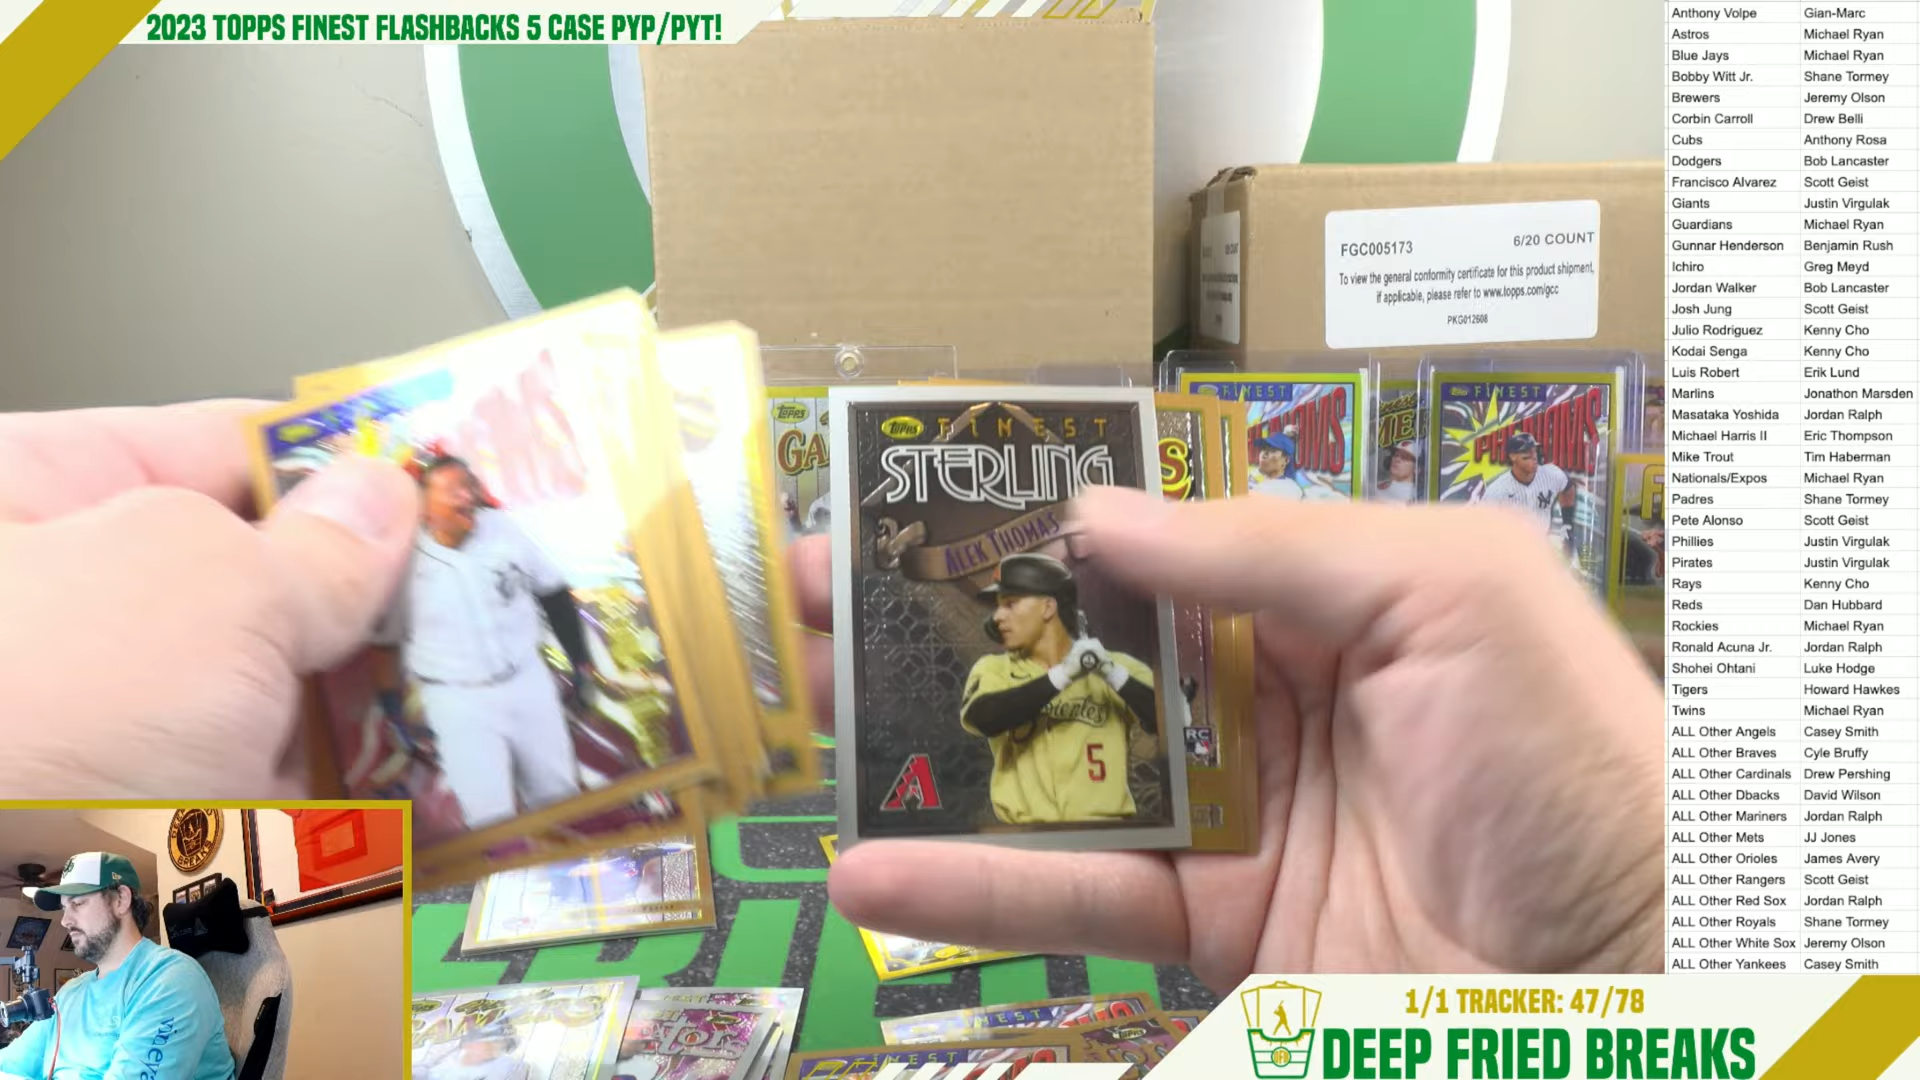 2023 TOPPS FINEST FLASHBACKS 5 CASE PYP/PYT!
Anthony Volpe Gian-Marc
Astros Michael Ryan
Blue Jays Michael Ryan
Bobby Witt Jr. Shane Tormey
Brewers Jeremy Olson
Corbin Carroll Drew Belli
Cubs Anthony Rosa
Dodgers Bob Lancaster
Francisco Alvarez Scott Geist
Giants Justin Virgulak
Guardians Michael Ryan
Gunnar Henderson Benjamin Rush
Ichiro Greg Meyd
Jordan Walker Bob Lancaster
Josh Jung Scott Geist
Julio Rodriguez Kenny Cho
Kodai Senga Kenny Cho
Luis Robert Erik Lund
Marlins Jonathon Marsden
Masataka Yoshida Jordan Ralph
Michael Harris II Eric Thompson
Mike Trout Tim Haberman
Nationals/Expos Michael Ryan
Padres Shane Tormey
Pete Alonso Scott Geist
Phillies Justin Virgulak
Pirates Justin Virgulak
Rays Kenny Cho
Reds Dan Hubbard
Rockies Michael Ryan
Ronald Acuna Jr. Jordan Ralph
Shohei Ohtani Luke Hodge
Tigers Howard Hawkes
Twins Michael Ryan
ALL Other Angels Casey Smith
ALL Other Braves Cyle Bruffy
ALL Other Cardinals Drew Pershing
ALL Other Dbacks David Wilson
ALL Other Mariners Jordan Ralph
ALL Other Mets JJ Jones
ALL Other Orioles James Avery
ALL Other Rangers Scott Geist
ALL Other Red Sox Jordan Ralph
ALL Other Royals Shane Tormey
ALL Other White Sox Jeremy Olson
ALL Other Yankees Casey Smith
FGC005173 6/20 COUNT
To view the general conformity certificate for this product shipment,
if applicable, please refer to www.topps.com/gcc
PKG012608
TOPPS FINEST
STERLING
ALEK THOMAS
5
A
RC
TOPPS
GA
FINEST
FINEST
PHENOMS
FINEST
FINEST
1/1 TRACKER: 47/78
DEEP FRIED BREAKS